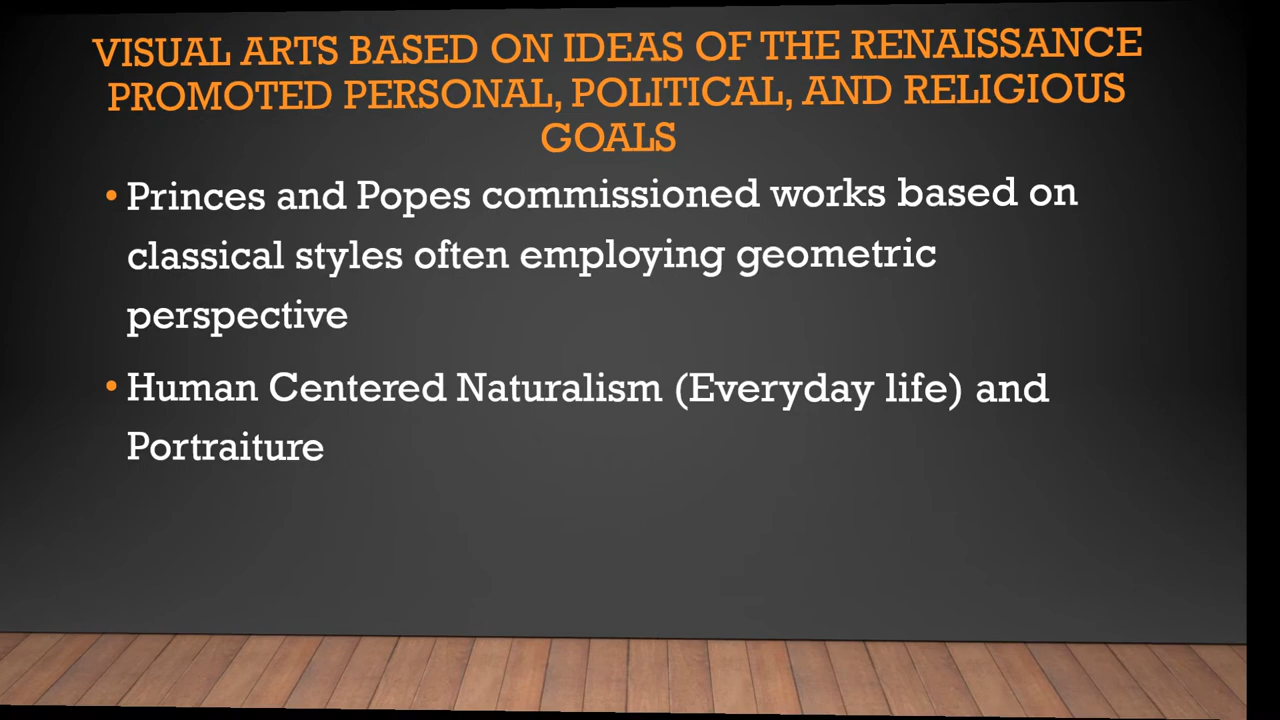 VISUAL ARTS BASED ON IDEAS OF THE RENAISSANCE
PROMOTED PERSONAL, POLITICAL, AND RELIGIOUS
GOALS
• Princes and Popes commissioned works based on
classical styles often employing geometric
perspective
• Human Centered Naturalism (Everyday life) and
Portraiture